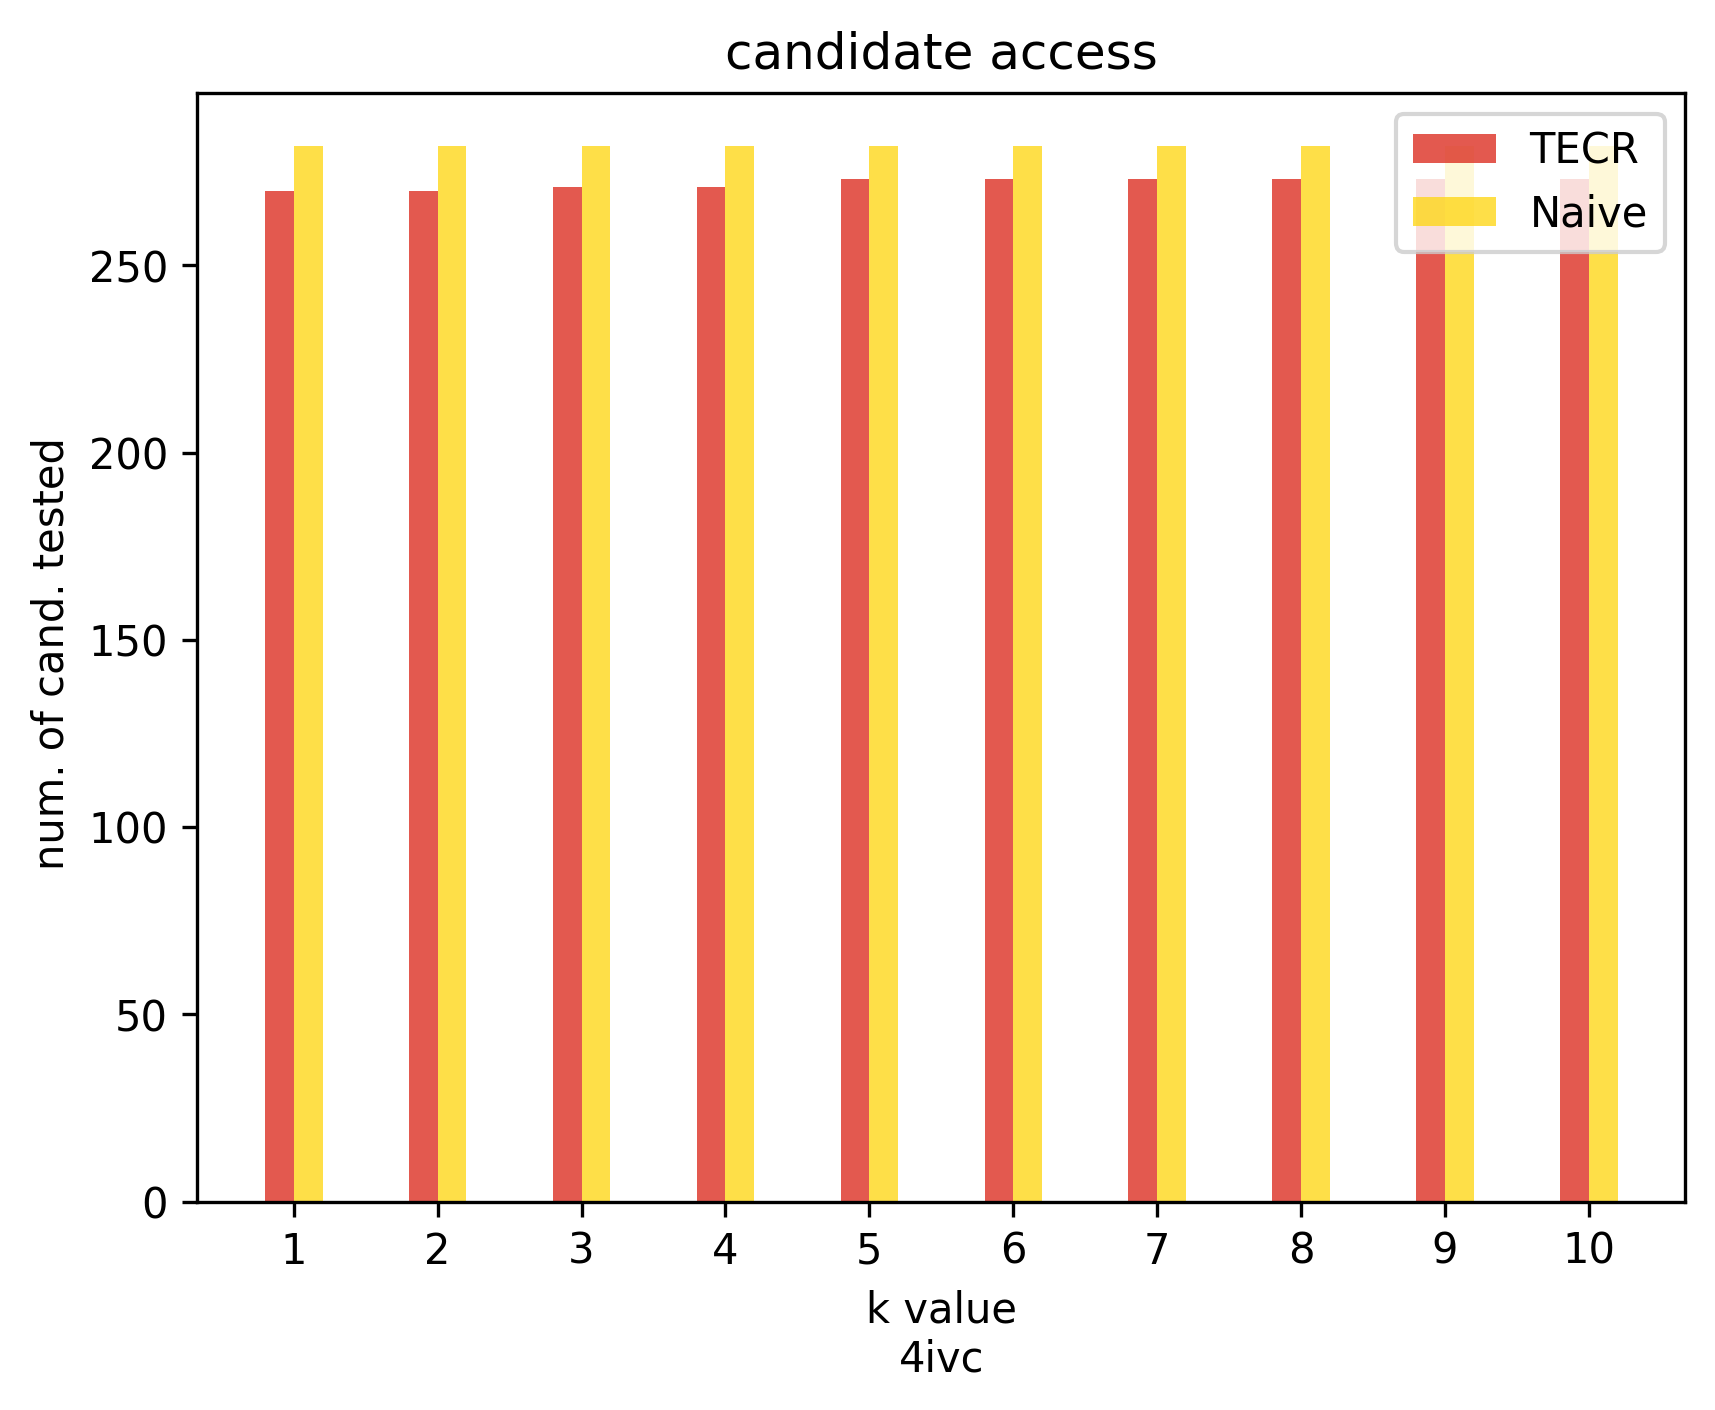 candidate access
TECR
Naive
250
200
150
100
50
0
num. of cand. tested
1 2 3 4 5 6 7 8 9 10
k value
4ivc